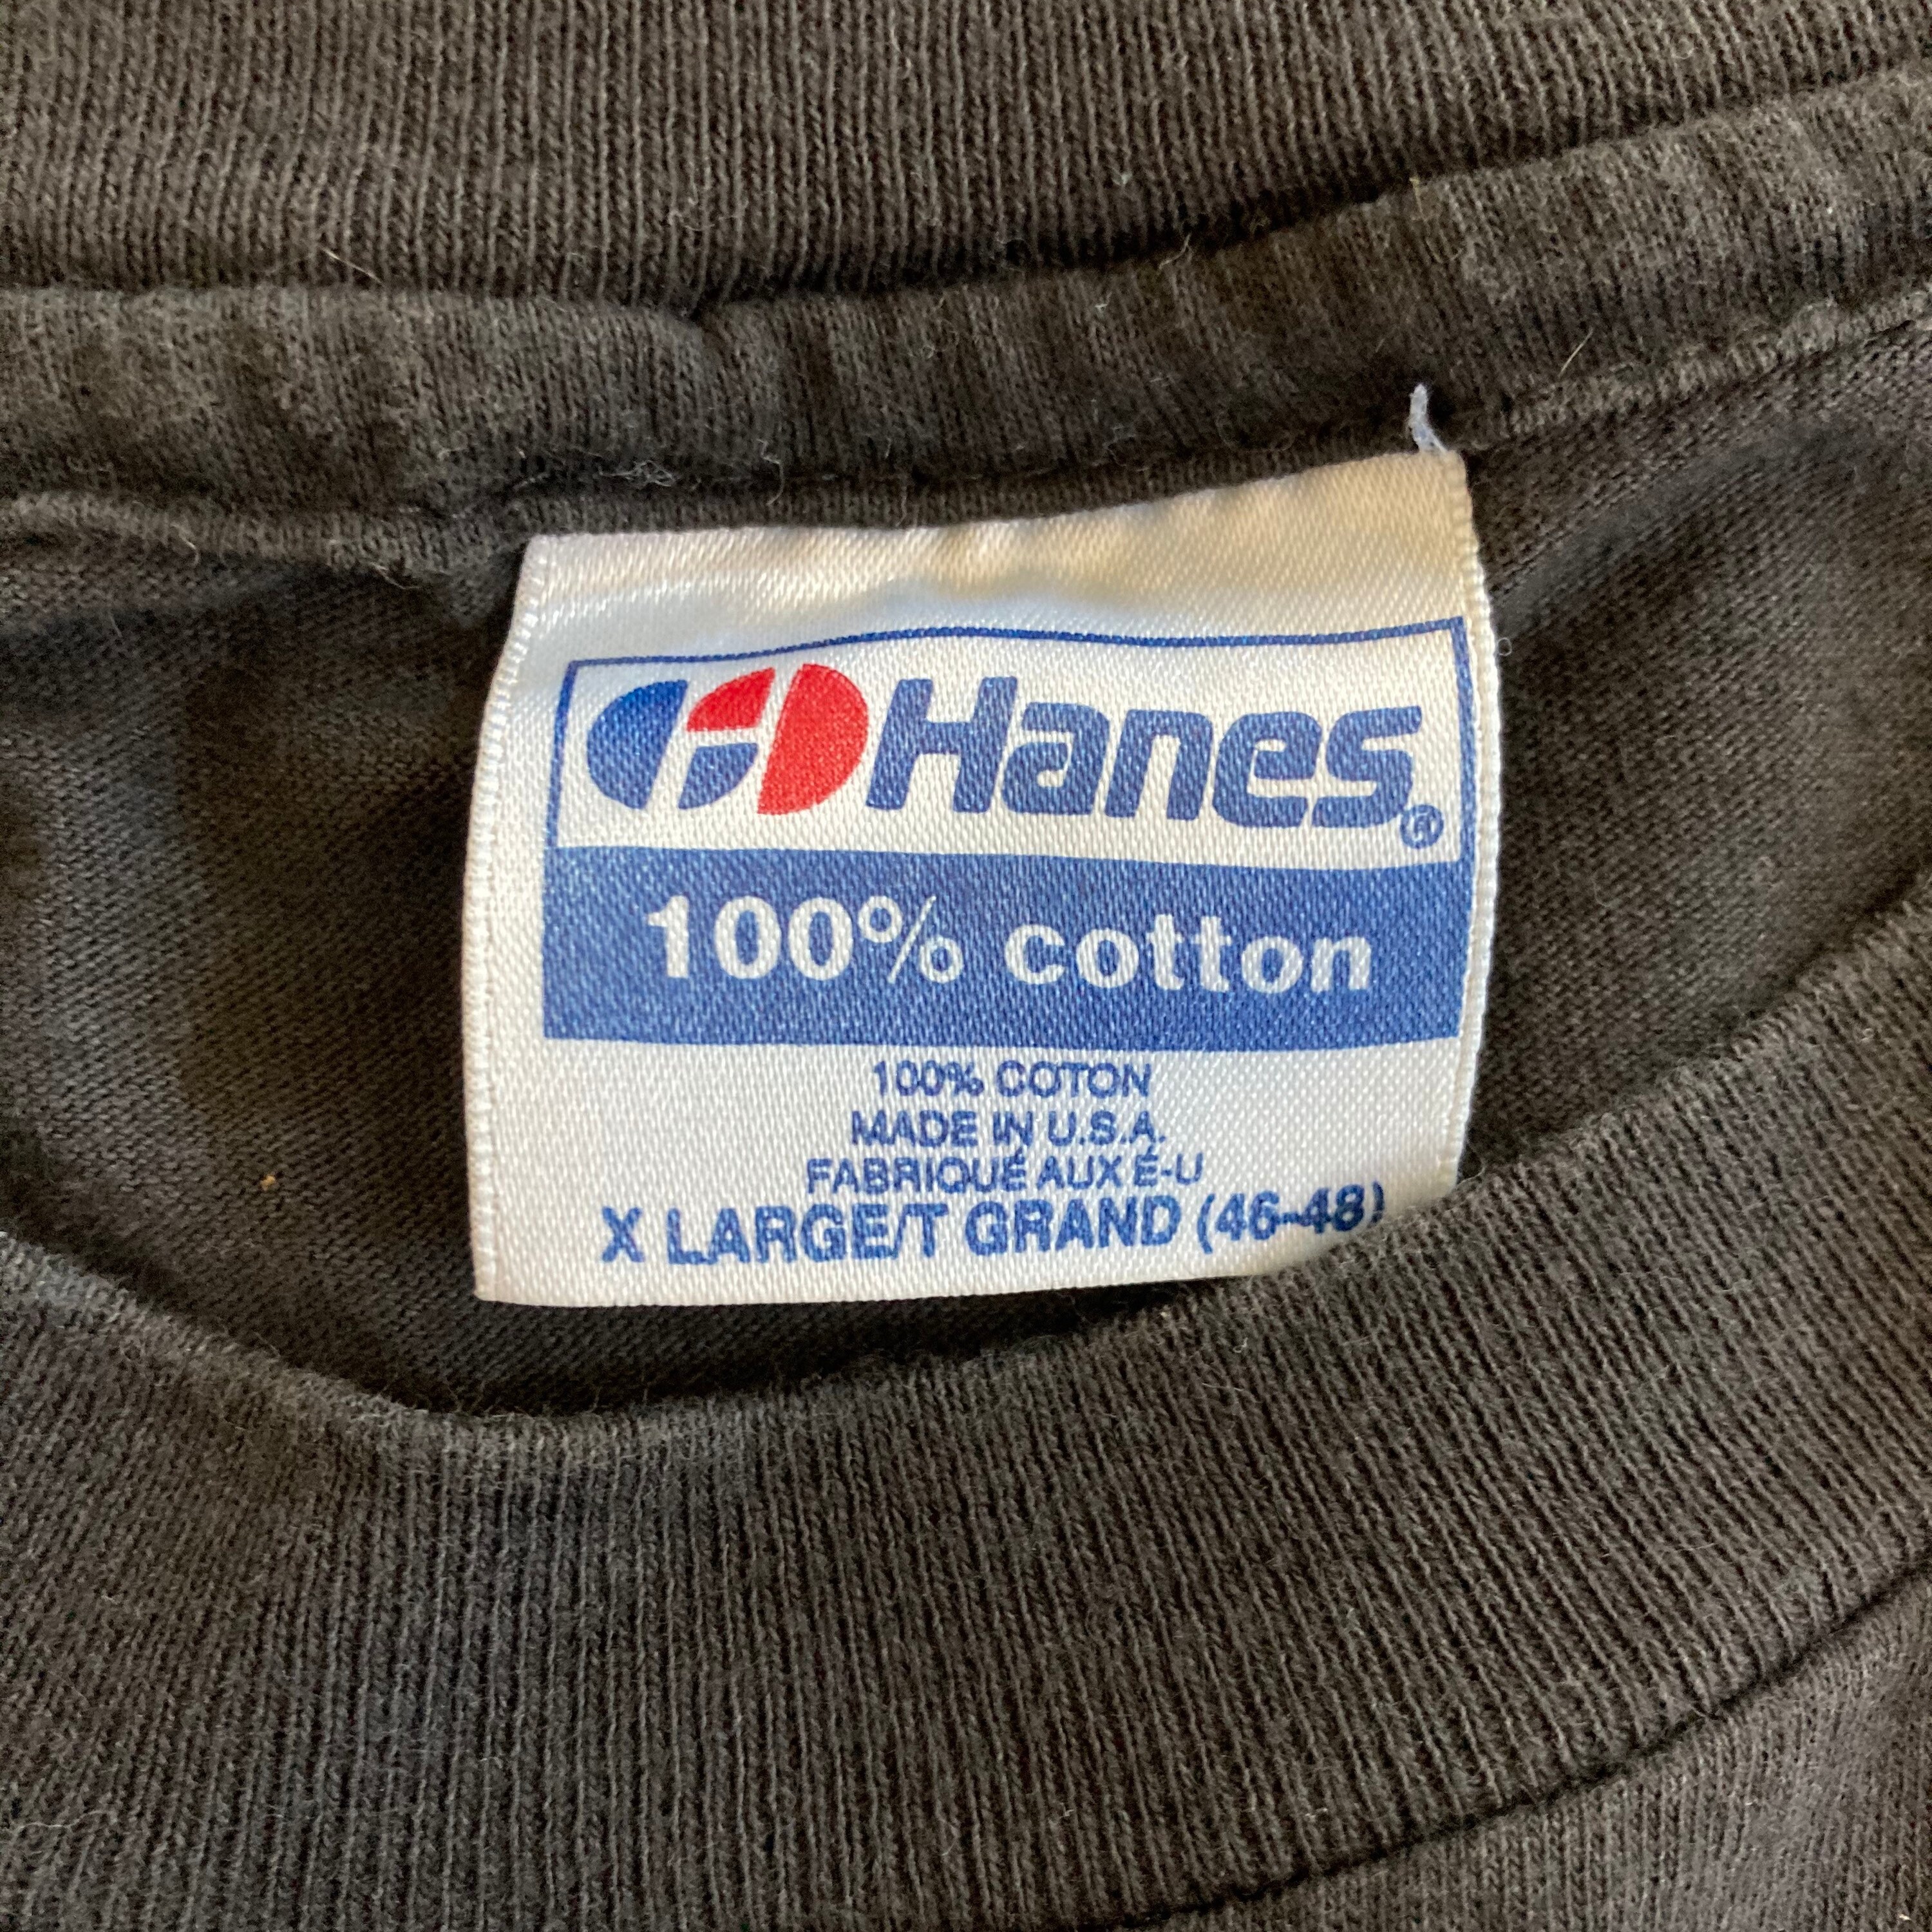 Hanes®
100% cotton
100% COTON
MADE IN U.S.A.
FABRIQUÉ AUX É-U
X LARGE/T GRAND (46-48)